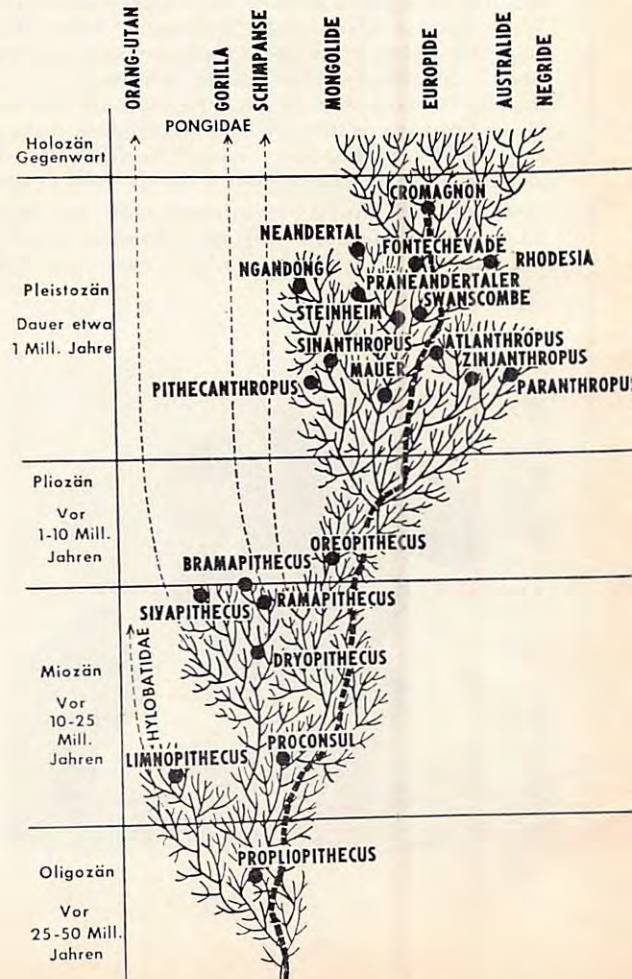 ORANG-UTAN
GORILLA
SCHIMPANSE
MONGOLIDE
EUROPIDE
AUSTRALIDE
NEGRIDE
PONGIDAE
Holozän
Gegenwart
CROMAGNON
NEANDERTAL
FONTECHEVADE
RHODESIA
NGANDONG
PRÄNEANDERTALER
Pleistozän
STEINHEIM
SWANSCOMBE
Dauer etwa
1 Mill. Jahre
SINANTHROPUS
ATLANTHROPUS
MAUER
ZINJANTHROPUS
PITHECANTHROPUS
PARANTHROPUS
Pliozän
Vor
1-10 Mill.
Jahren
OREOPITHECUS
BRAMAPITHECUS
SIVAPITHECUS
RAMAPITHECUS
HYLOBATIDAE
DRYOPITHECUS
Miozän
Vor
10-25
Mill.
Jahren
LIMNOPITHECUS
PROCONSUL
PROPLIOPITHECUS
Oligozän
Vor
25-50 Mill.
Jahren